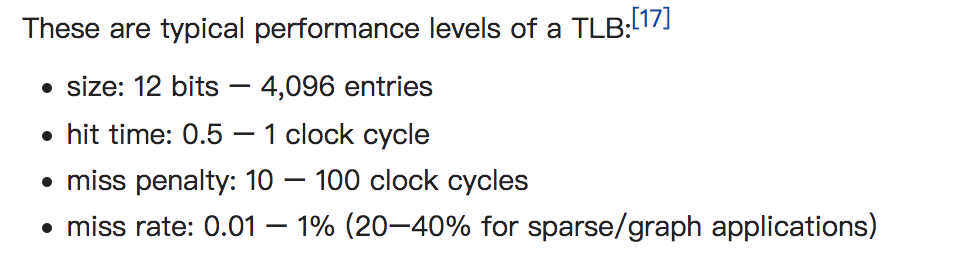 These are typical performance levels of a TLB:[17]
• size: 12 bits – 4,096 entries
• hit time: 0.5 – 1 clock cycle
• miss penalty: 10 – 100 clock cycles
• miss rate: 0.01 – 1% (20–40% for sparse/graph applications)